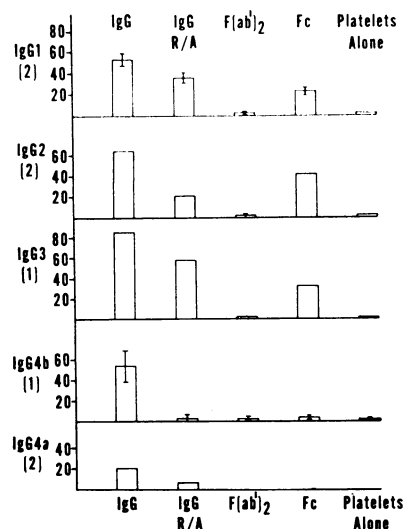 IgG IgG F(ab')2 Fc Platelets
R/A Alone
IgG1
(2)
80
60
40
20
IgG2
(2)
60
40
20
IgG3
(1)
80
60
40
20
IgG4b
(1)
60
40
20
IgG4a
(2)
40
20
IgG IgG F(ab')2 Fc Platelets
R/A Alone